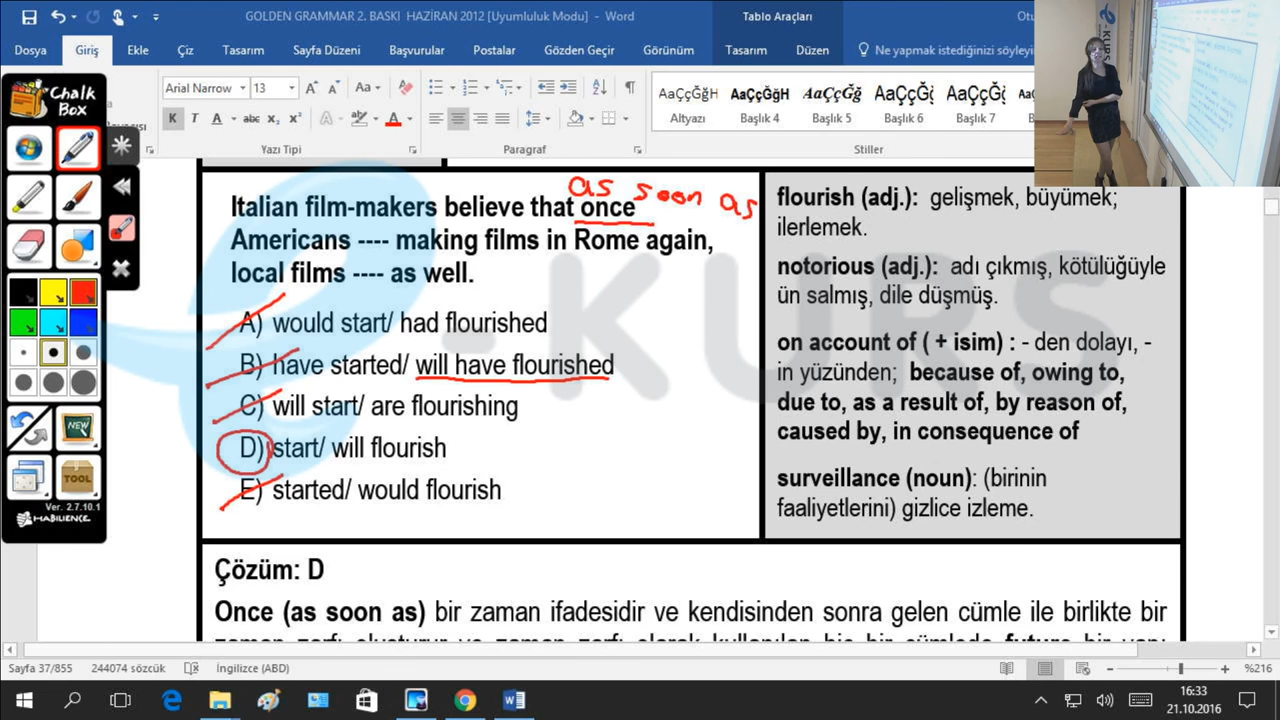 GOLDEN GRAMMAR 2. BASKI HAZİRAN 2012 [Uyumluluk Modu] - Word
Tablo Araçları
Dosya Giriş Ekle Çiz Tasarım Sayfa Düzeni Başvurular Postalar Gözden Geçir Görünüm Tasarım Düzen Ne yapmak istediğinizi söyleyin
Chalk Box
Arial Narrow 13
AaÇçĞğH AaÇçĞğH AaÇçĞğ AaÇçĞğ AaÇçĞğ
Altyazı Başlık 4 Başlık 5 Başlık 6 Başlık 7
Yazı Tipi Paragraf Stiller
as soon as
Italian film-makers believe that once
Americans ---- making films in Rome again,
local films ---- as well.
A) would start/ had flourished
B) have started/ will have flourished
C) will start/ are flourishing
D) start/ will flourish
E) started/ would flourish
flourish (adj.): gelişmek, büyümek;
ilerlemek.
notorious (adj.): adı çıkmış, kötülüğüyle
ün salmış, dile düşmüş.
on account of ( + isim) : - den dolayı, -
in yüzünden; because of, owing to,
due to, as a result of, by reason of,
caused by, in consequence of
surveillance (noun): (birinin
faaliyetlerini) gizlice izleme.
e-KURS
NEW
TOOL
Ver. 2.7.10.1
MABILIENCE
Çözüm: D
Once (as soon as) bir zaman ifadesidir ve kendisinden sonra gelen cümle ile birlikte bir
Sayfa 37/855 244074 sözcük İngilizce (ABD) %216
16:33
21.10.2016